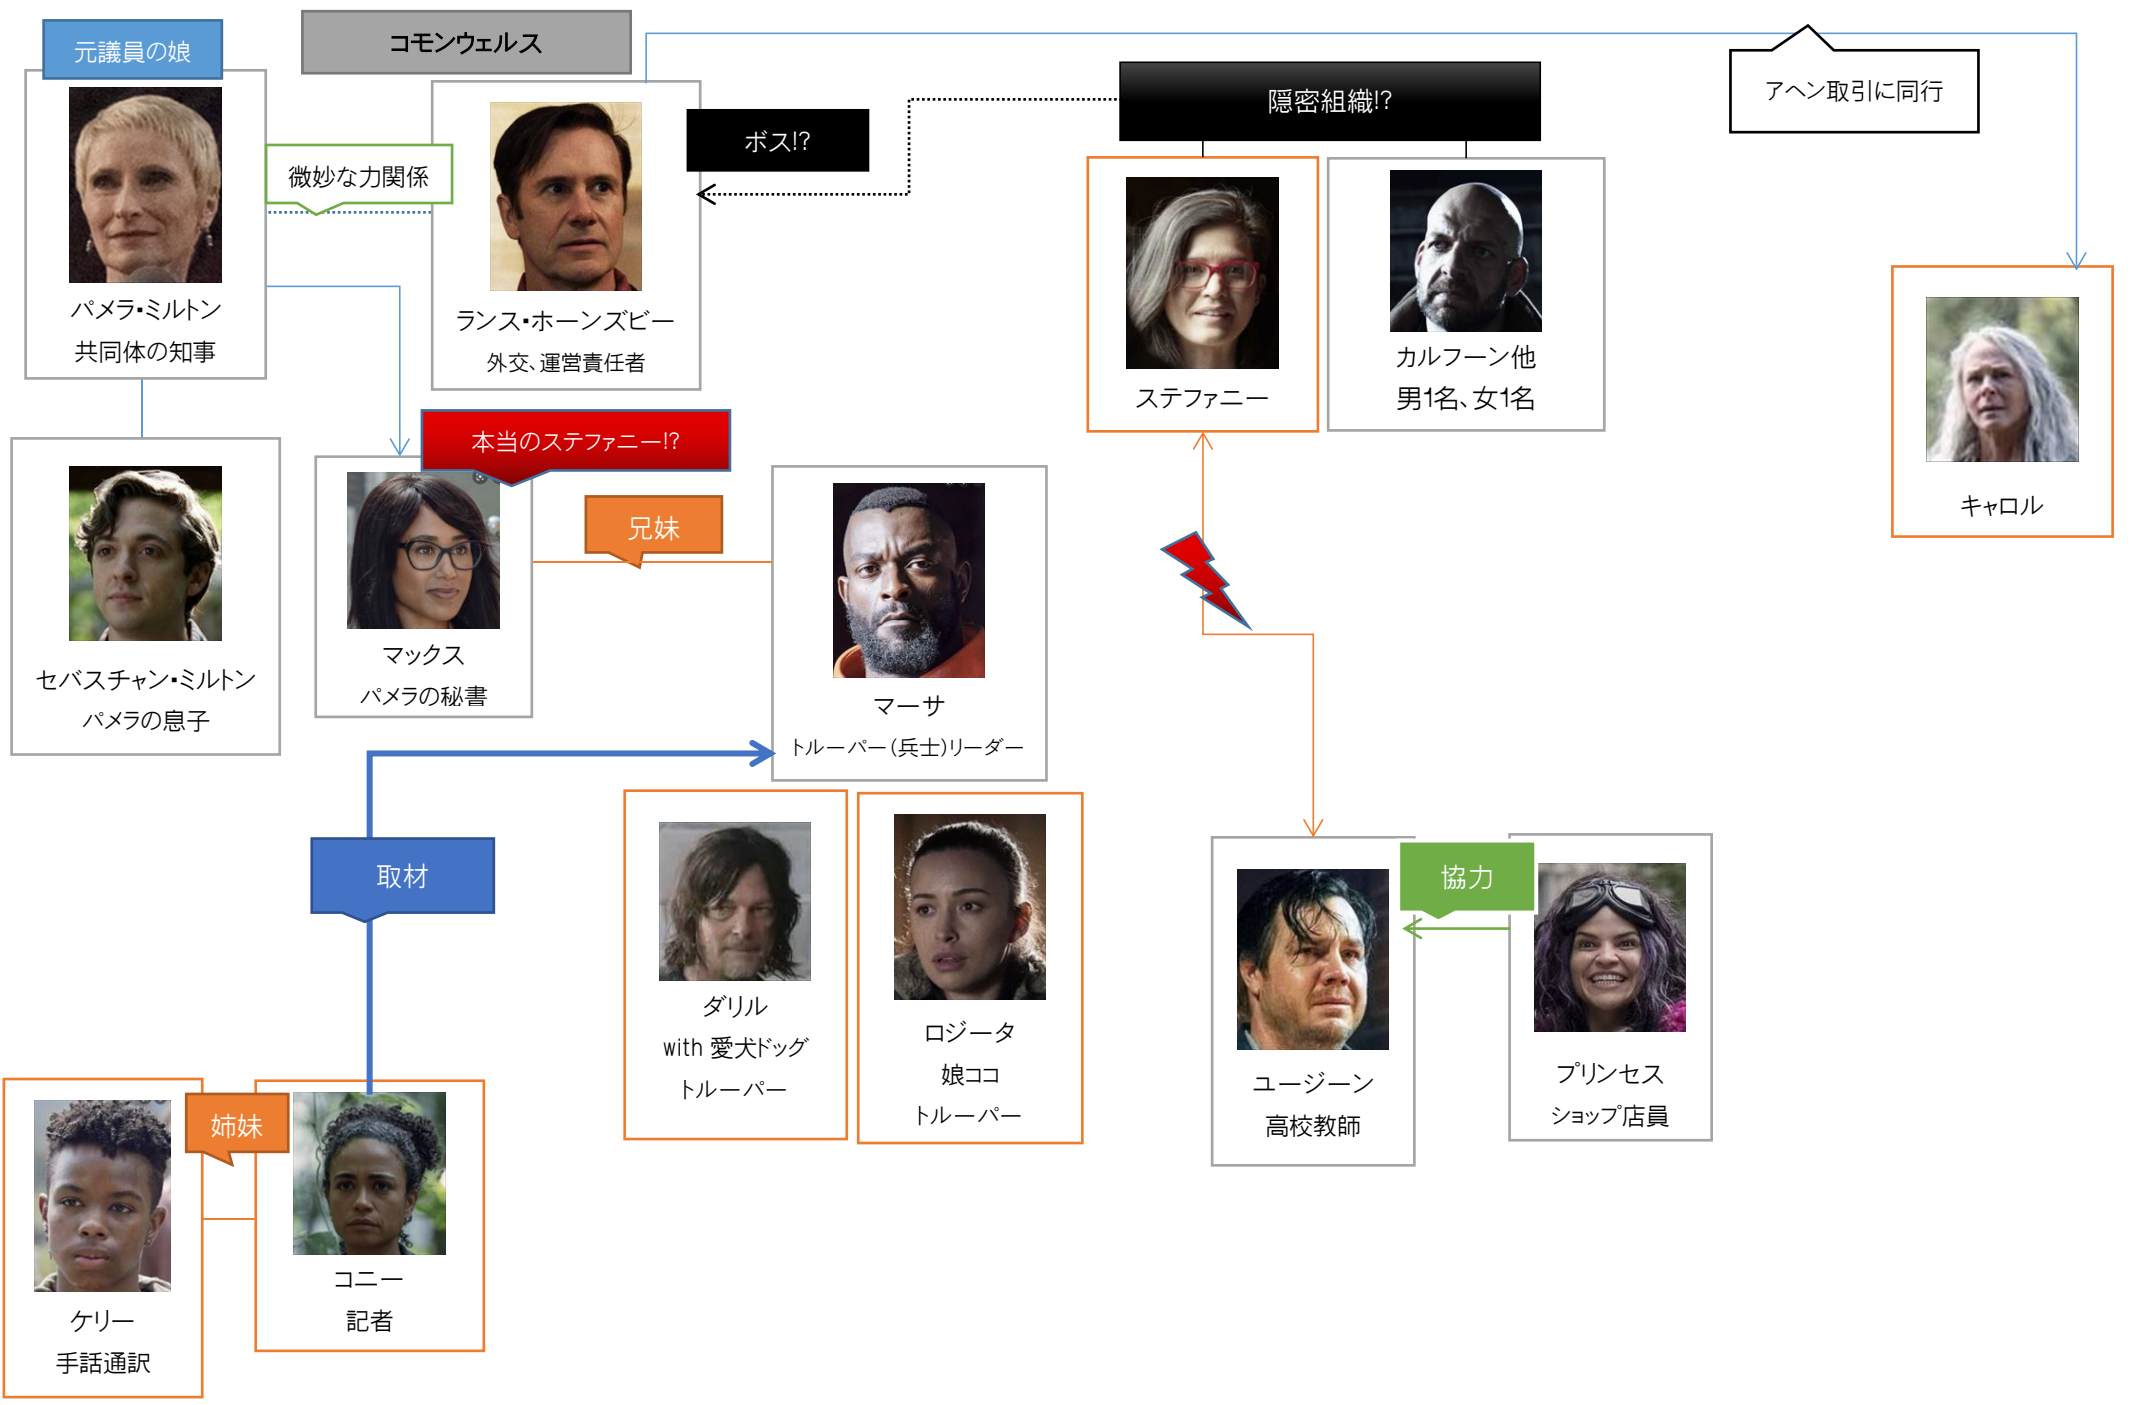 元議員の娘
コモンウェルス
アヘン取引に同行
隠密組織!?
ボス!?
微妙な力関係
パメラ・ミルトン
共同体の知事
ランス・ホーンズビー
外交、運営責任者
ステファニー
カルフーン他
男1名、女1名
キャロル
本当のステファニー!?
兄妹
セバスチャン・ミルトン
パメラの息子
マックス
パメラの秘書
マーサ
トルーパー(兵士)リーダー
取材
協力
ダリル
with 愛犬ドッグ
トルーパー
ロジータ
娘ココ
トルーパー
ユージーン
高校教師
プリンセス
ショップ店員
姉妹
ケリー
手話通訳
コニー
記者